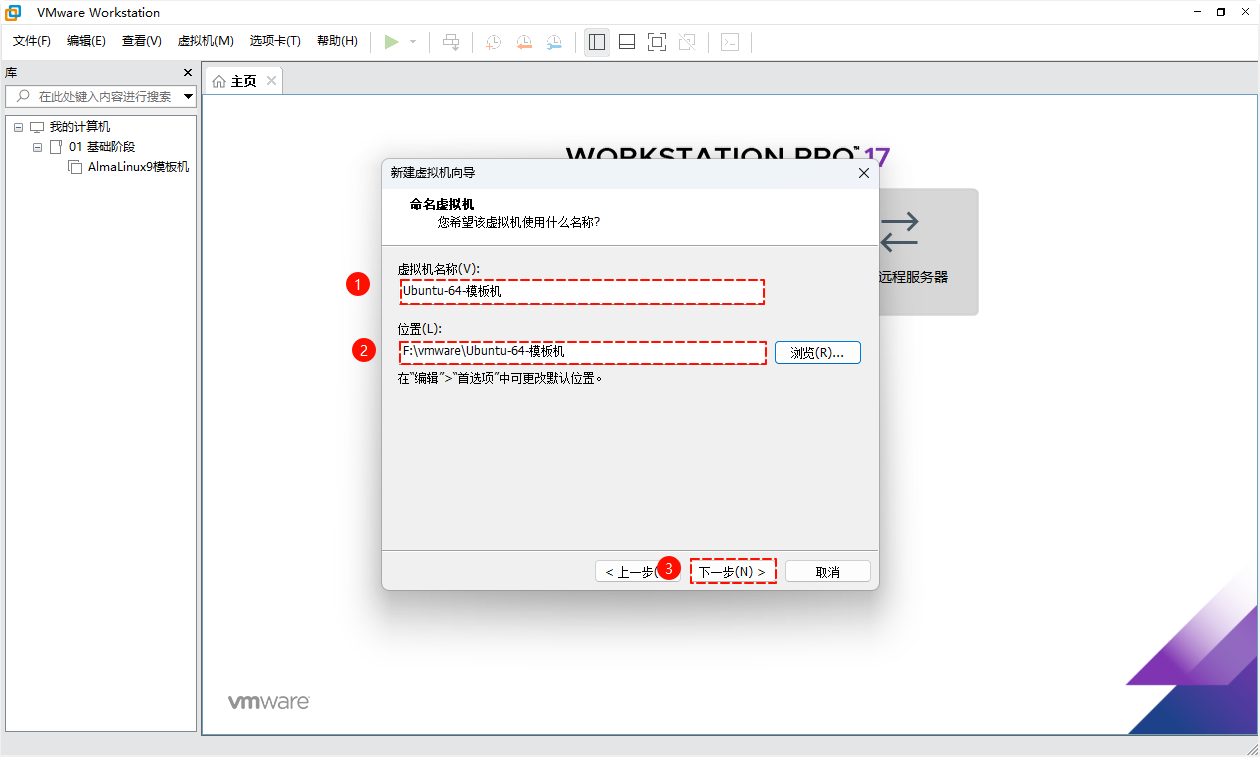 VMware Workstation
文件(F) 编辑(E) 查看(V) 虚拟机(M) 选项卡(T) 帮助(H)
库
主页
在此处键入内容进行搜索
我的计算机
01 基础阶段
AlmaLinux9模板机
WORKSTATION PRO™ 17
新建虚拟机向导
命名虚拟机
您希望该虚拟机使用什么名称?
远程服务器
虚拟机名称(V):
1
Ubuntu-64-模板机
位置(L):
2
F:\vmware\Ubuntu-64-模板机
浏览(R)...
在“编辑”>“首选项”中可更改默认位置。
< 上一步(
3
下一步(N) >
取消
vmware